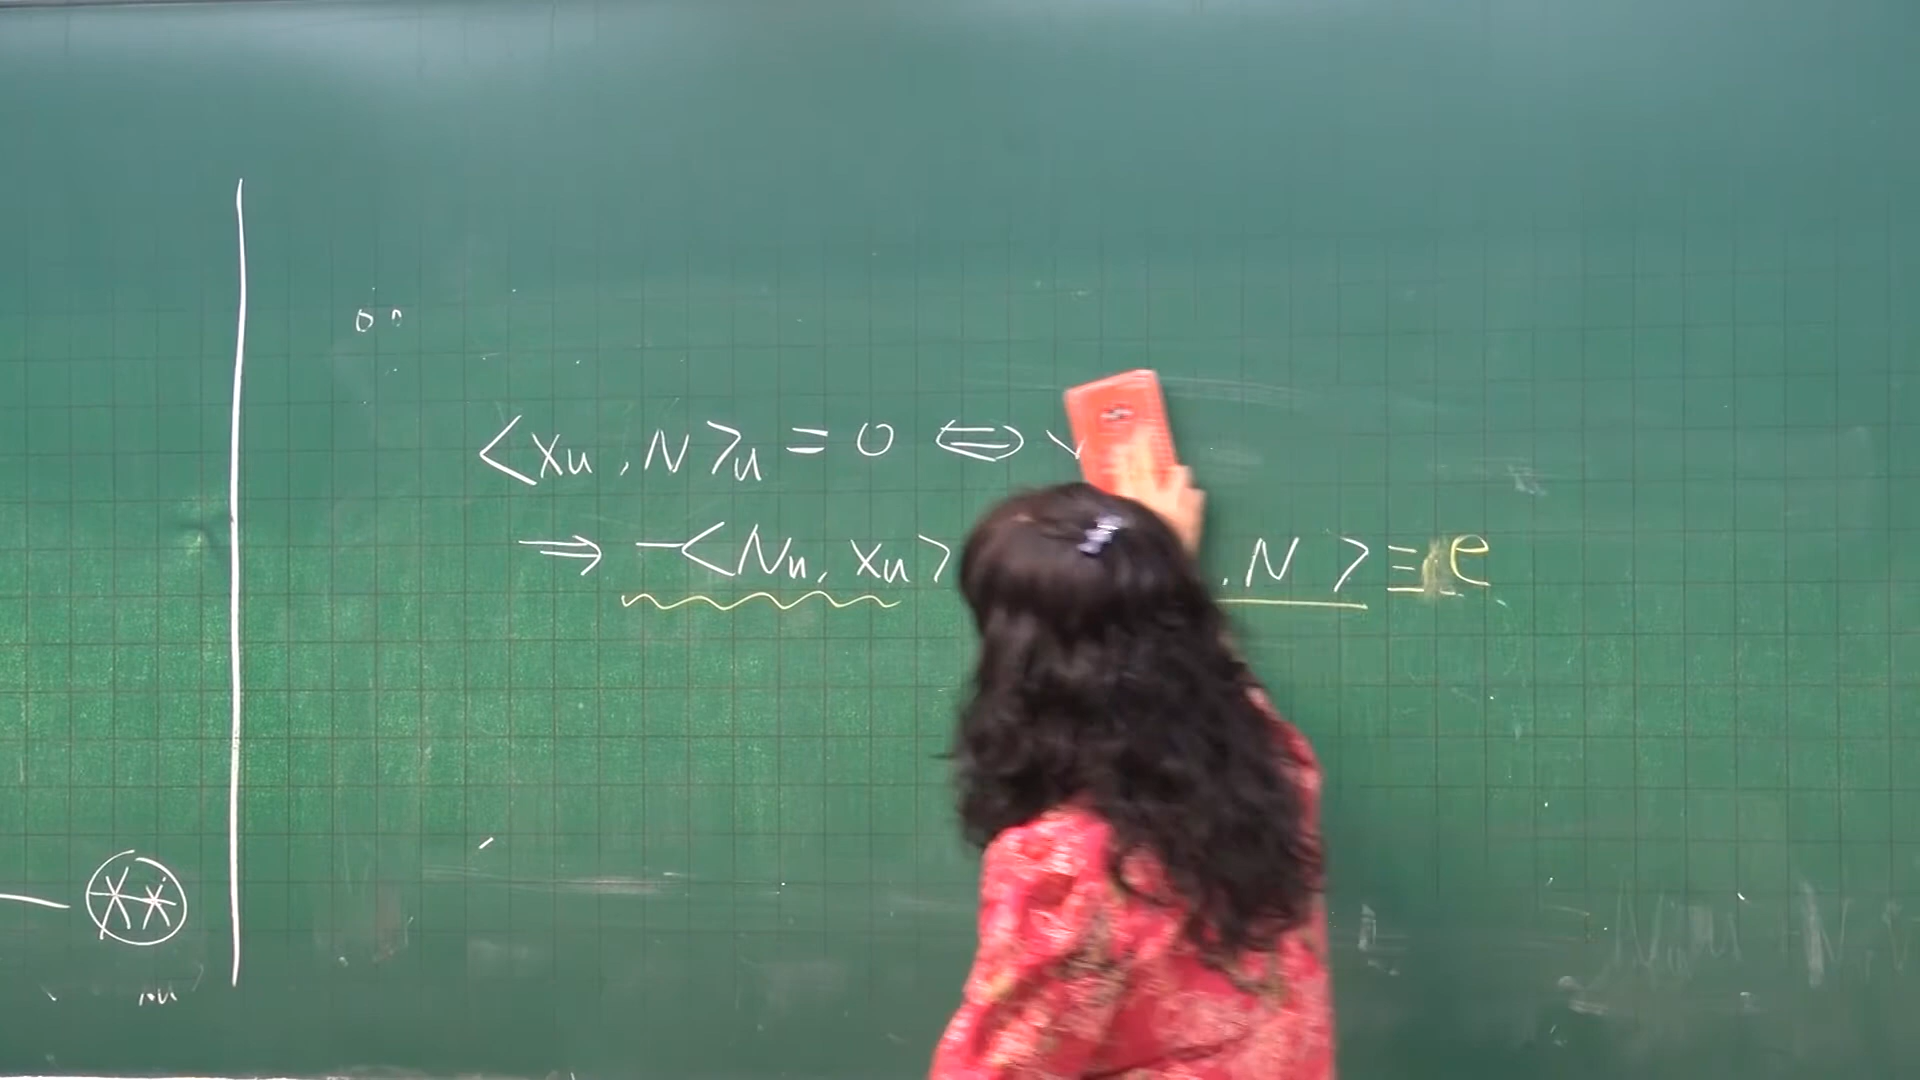 <Xu, N>u = 0 ⇔
⇒ -<Nu, Xu> , N > = e
**